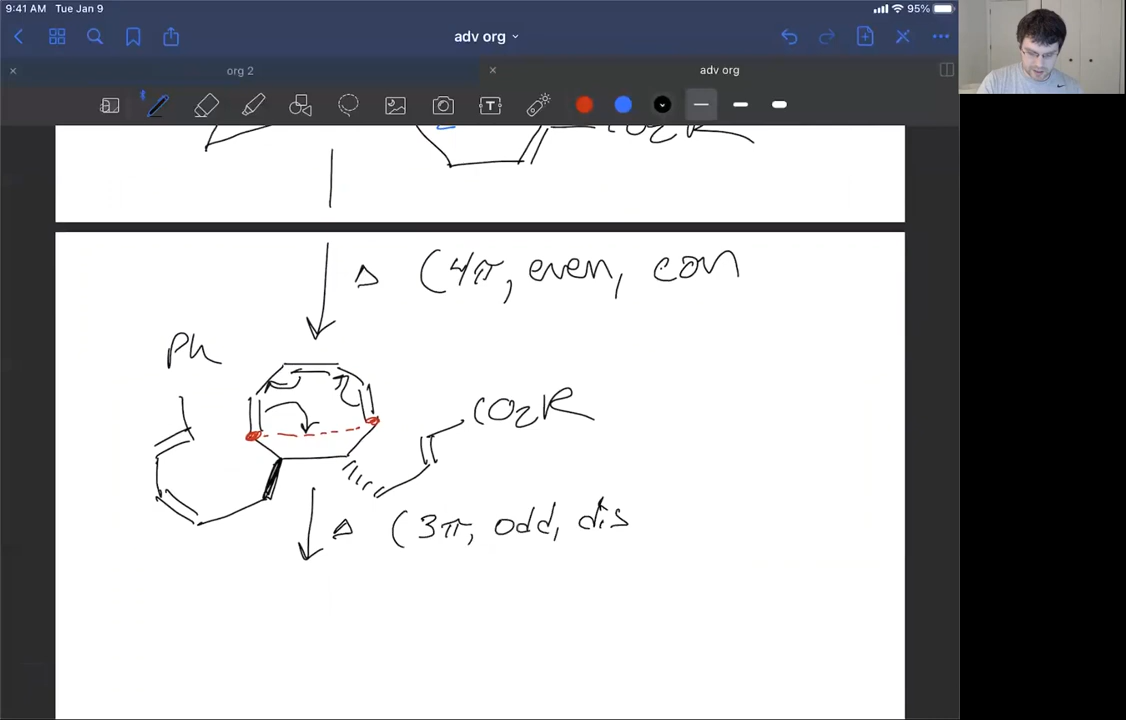 9:41 AM Tue Jan 9
95%
adv org
org 2
adv org
T
CO2R
Δ (4π, even, con
Ph
CO2R
Δ (3π, odd, dis